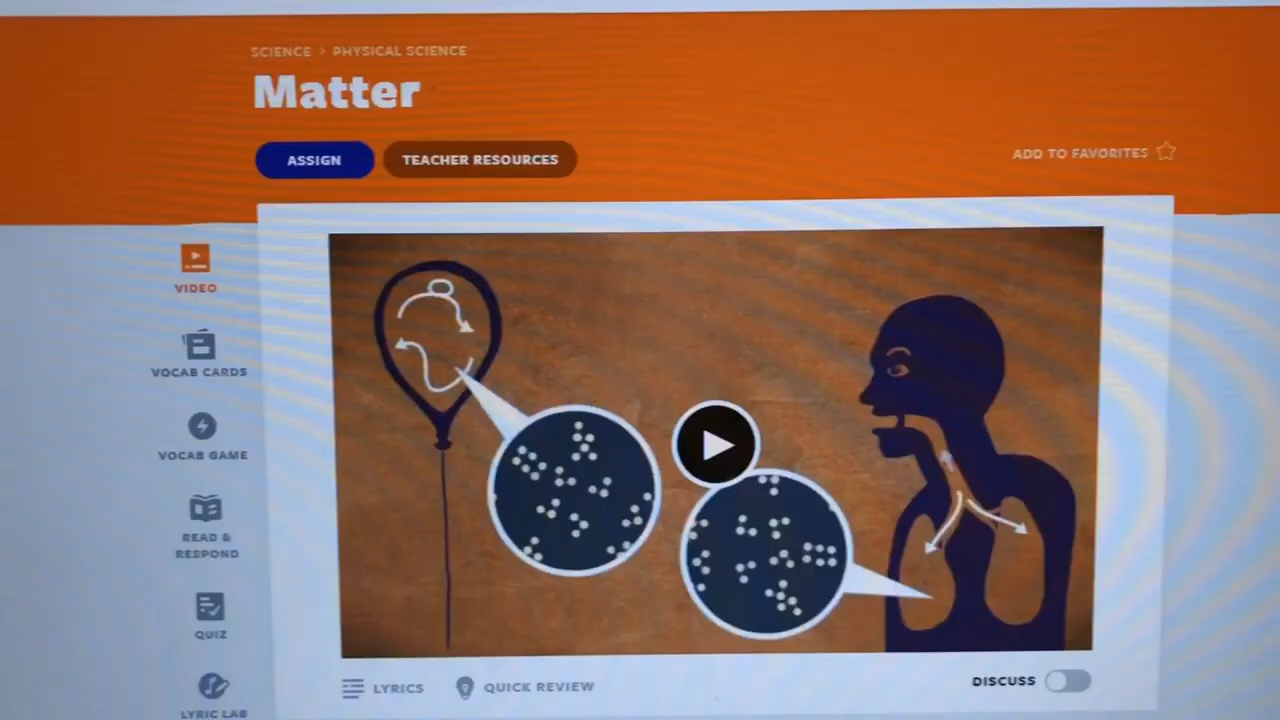 SCIENCE > PHYSICAL SCIENCE
Matter
ASSIGN
TEACHER RESOURCES
ADD TO FAVORITES
VIDEO
VOCAB CARDS
VOCAB GAME
READ &
RESPOND
QUIZ
LYRIC LAB
LYRICS
QUICK REVIEW
DISCUSS